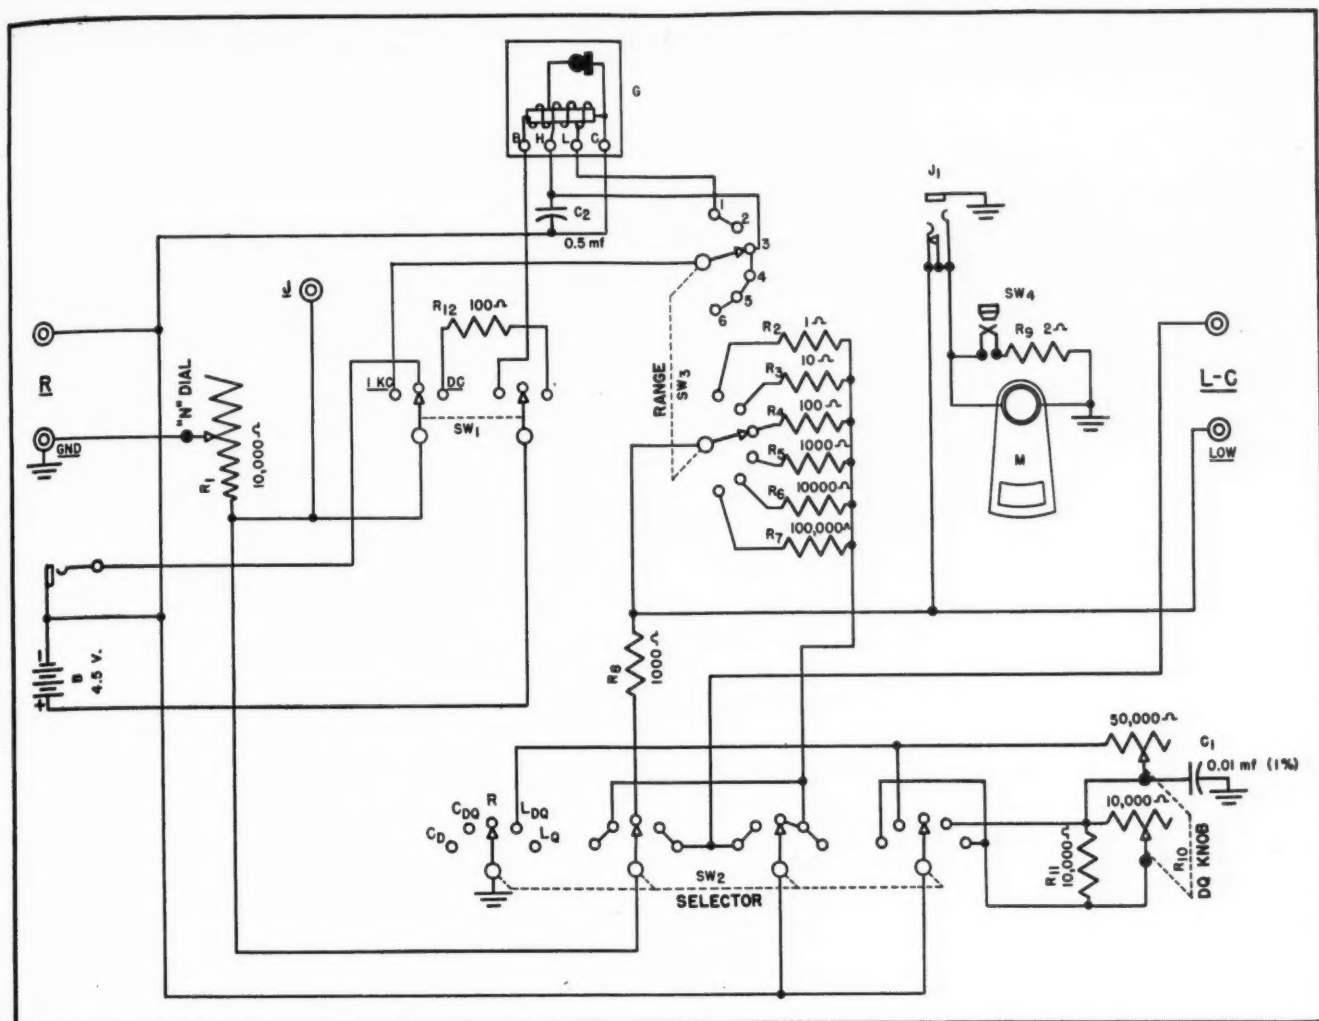 G
B H L C
J1
1
2
C2
0.5 mf
3
4
5
6
R12 100Ω
SW4
R9 2Ω
R2 1Ω
R3 10Ω
R4 100Ω
R5 1000Ω
R6 10000Ω
R7 100,000Ω
RANGE
SW3
R
"N" DIAL
GND
R1
10,000Ω
1 KC
DC
SW1
L-C
LOW
M
B
4.5 V.
-
+
R8
1000Ω
50,000Ω
C1
0.01 mf (1%)
10,000Ω
R11
10,000Ω
R10
DQ KNOB
CD
CDQ
R
LDQ
LQ
SW2
SELECTOR